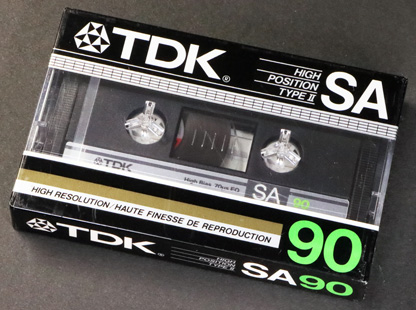 TDK®
HIGH
POSITION
TYPE II
SA
TDK
High Bias 70µs EQ
SA
90
HIGH RESOLUTION/HAUTE FINESSE DE REPRODUCTION
90
TDK®
HIGH
POSITION
TYPE II
SA90